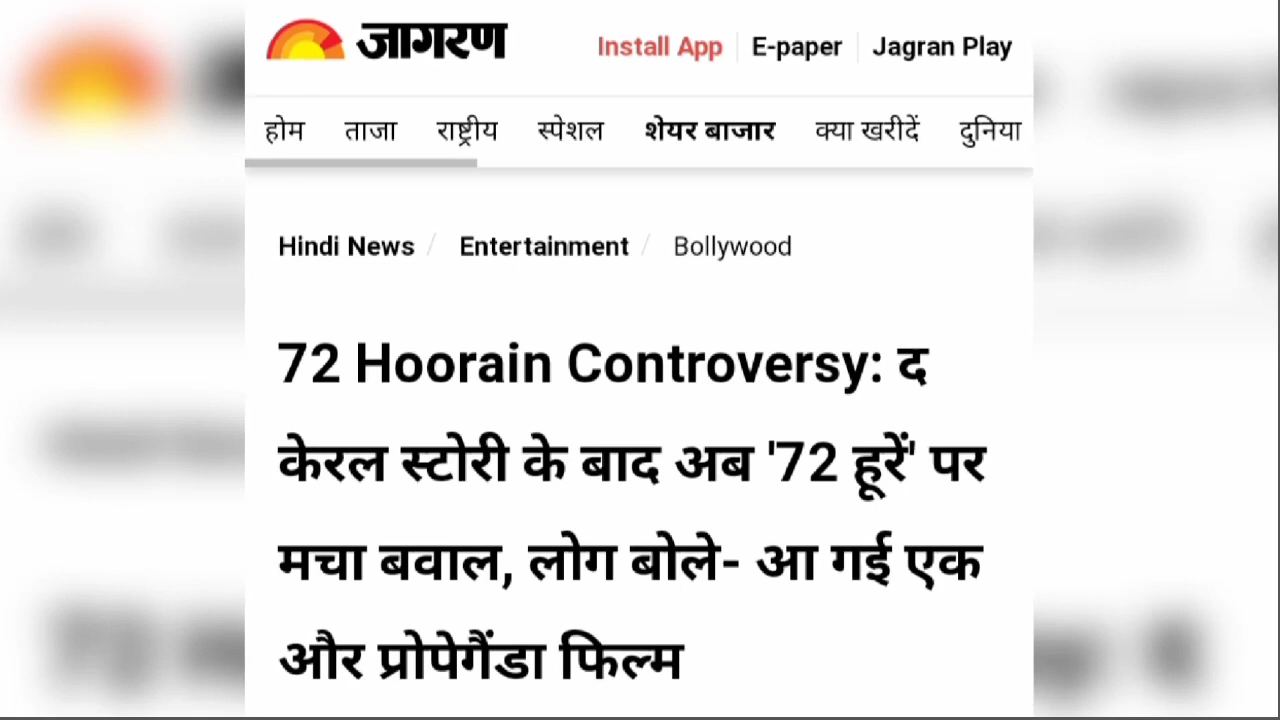 जागरण
Install App E-paper Jagran Play
होम ताजा राष्ट्रीय स्पेशल शेयर बाजार क्या खरीदें दुनिया
Hindi News / Entertainment / Bollywood
72 Hoorain Controversy: द
केरल स्टोरी के बाद अब '72 हूरें' पर
मचा बवाल, लोग बोले- आ गई एक
और प्रोपेगैंडा फिल्म